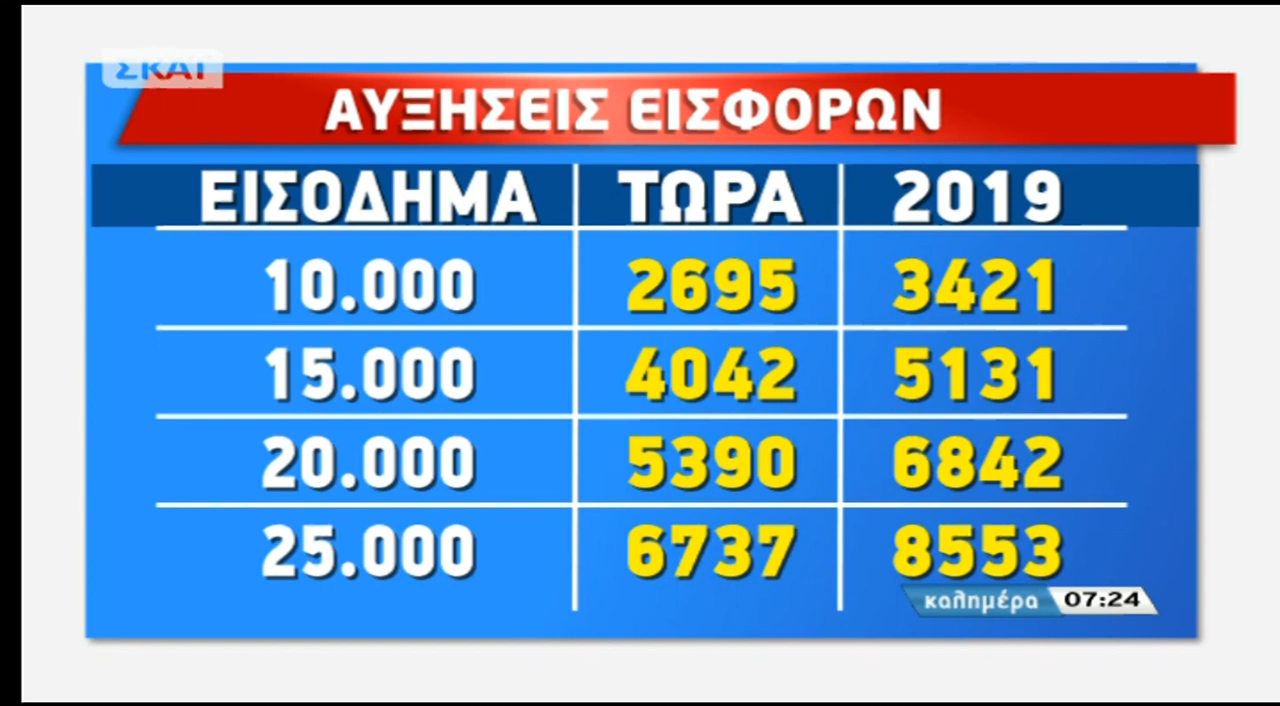 ΣΚΑΪ
ΑΥΞΗΣΕΙΣ ΕΙΣΦΟΡΩΝ
ΕΙΣΟΔΗΜΑ ΤΩΡΑ 2019
10.000 2695 3421
15.000 4042 5131
20.000 5390 6842
25.000 6737 8553
καλημέρα 07:24